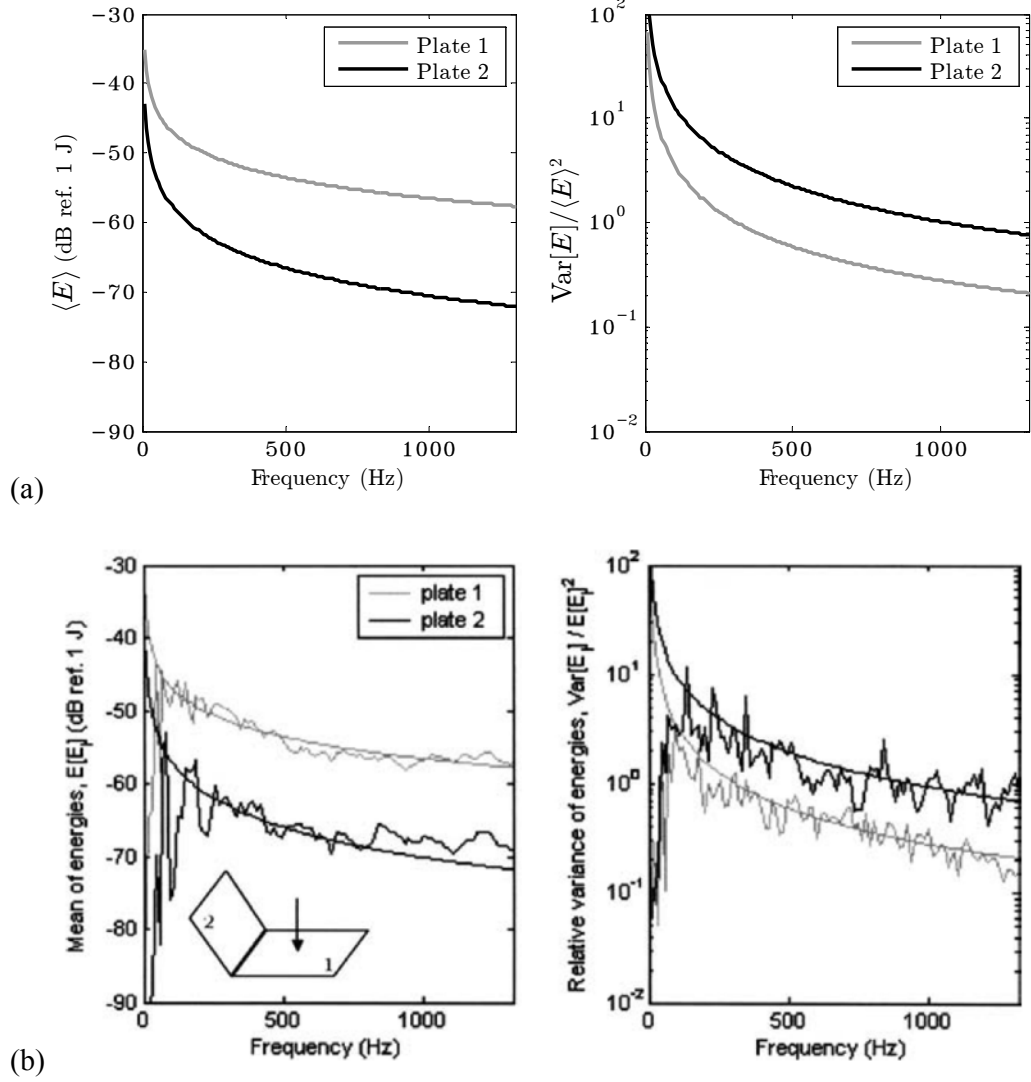 −30
−40
−50
−60
−70
−80
−90
0
500
1000
Frequency (Hz)
⟨E⟩ (dB ref. 1 J)
Plate 1
Plate 2
10^2
10^1
10^0
10^−1
10^−2
0
500
1000
Frequency (Hz)
Var[E]/⟨E⟩^2
Plate 1
Plate 2
(a)
-30
-40
-50
-60
-70
-80
-90
0
500
1000
Frequency (Hz)
Mean of energies, E[E_j] (dB ref. 1 J)
plate 1
plate 2
2
1
10^2
10^1
10^0
10^-1
10^-2
0
500
1000
Frequency (Hz)
Relative variance of energies, Var[E_j] / E[E_j]^2
(b)